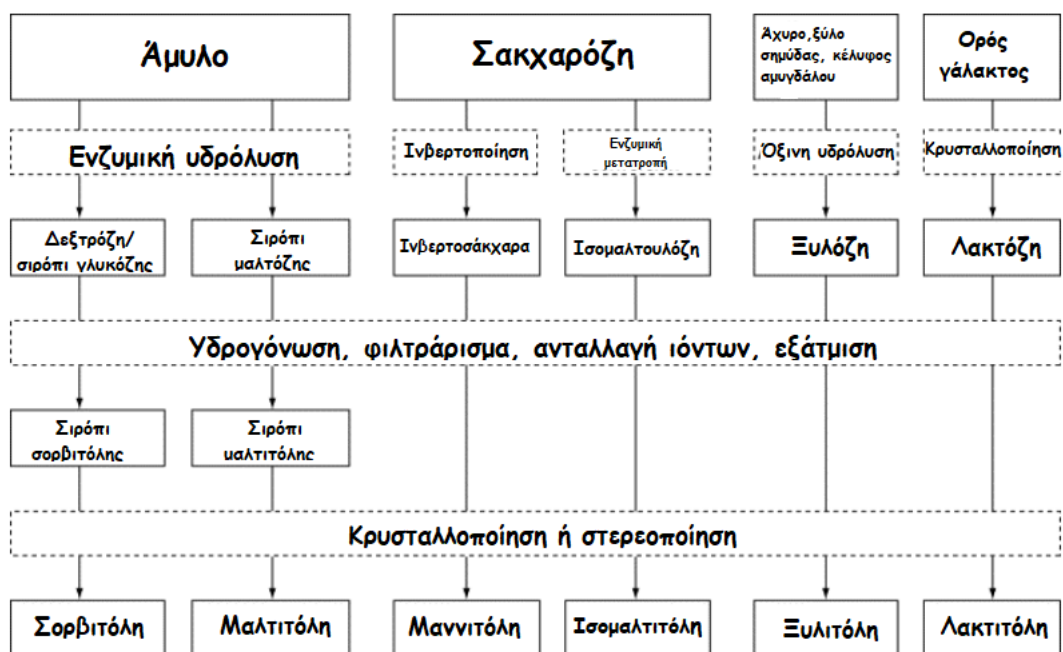 Άμυλο
Σακχαρόζη
Άχυρο,ξύλο
σημύδας, κέλυφος
αμυγδάλου
Ορός
γάλακτος
Ενζυμική υδρόλυση
Ινβερτοποίηση
Ενζυμική
μετατροπή
Όξινη υδρόλυση
Κρυσταλλοποίηση
Δεξτρόζη/
σιρόπι γλυκόζης
Σιρόπι
μαλτόζης
Ινβερτοσάκχαρα
Ισομαλτουλόζη
Ξυλόζη
Λακτόζη
Υδρογόνωση, φιλτράρισμα, ανταλλαγή ιόντων, εξάτμιση
Σιρόπι
σορβιτόλης
Σιρόπι
μαλτιτόλης
Κρυσταλλοποίηση ή στερεοποίηση
Σορβιτόλη
Μαλτιτόλη
Μαννιτόλη
Ισομαλτιτόλη
Ξυλιτόλη
Λακτιτόλη